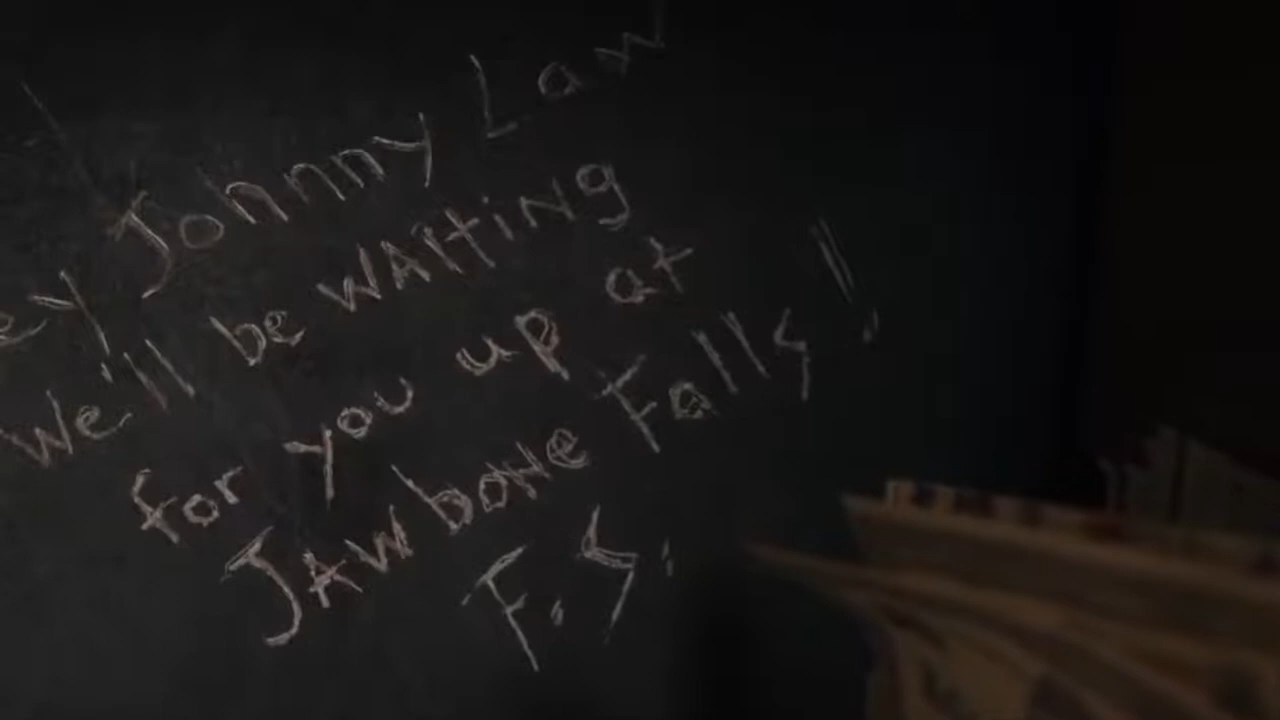 ey Johnny Law
We'll be waiting
for you up at
Jawbone Falls!
F.S.